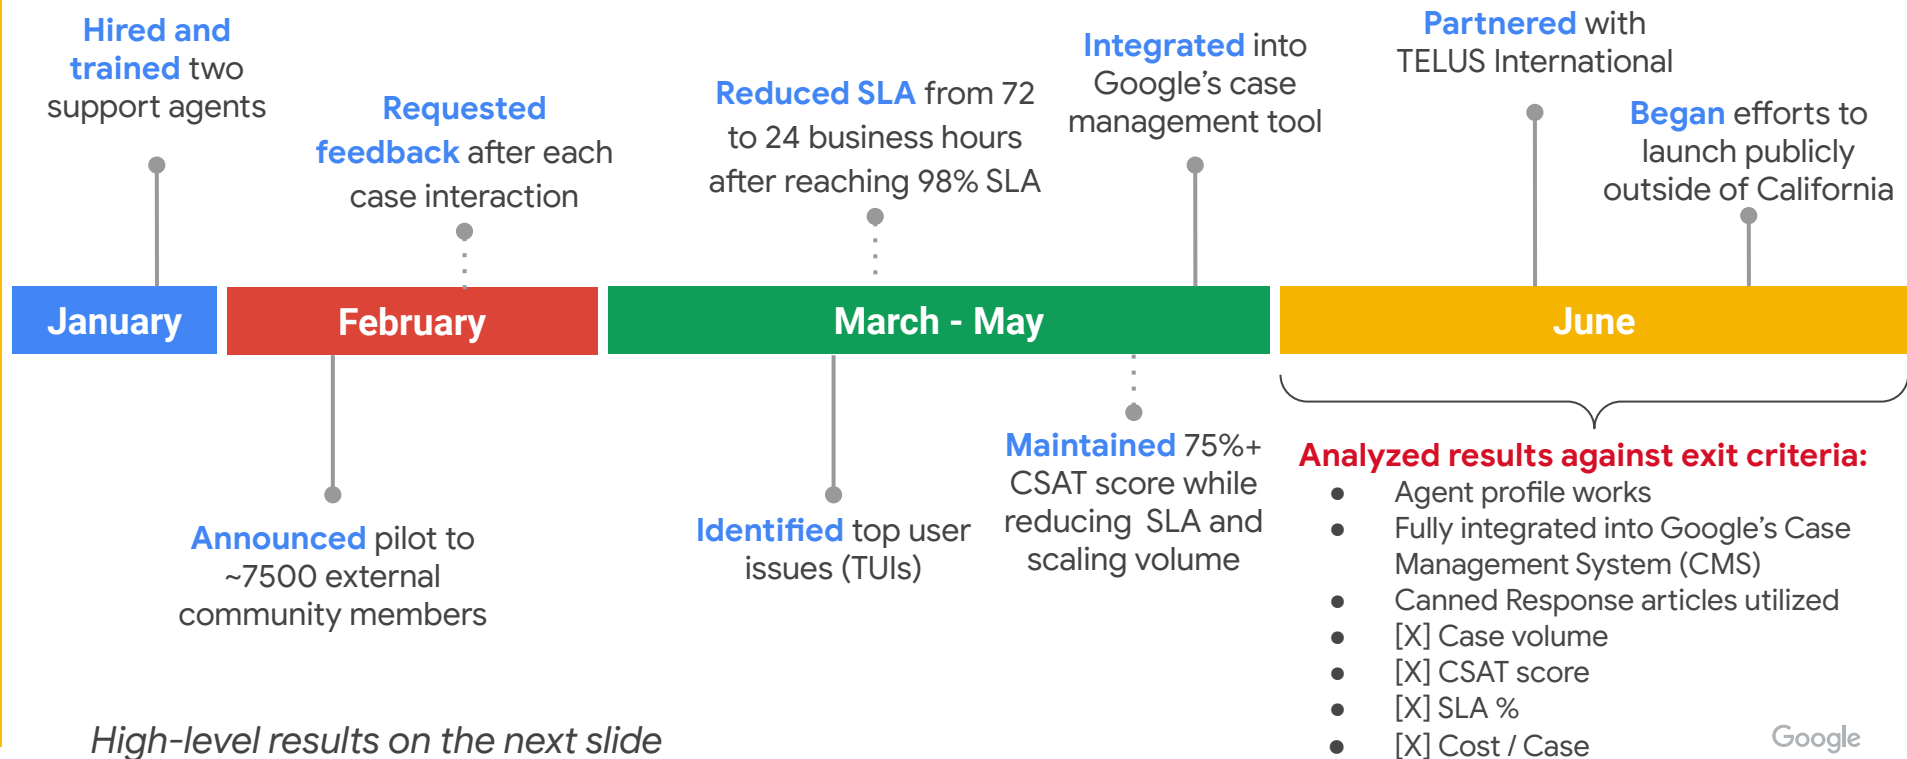 Hired and
trained two
support agents
Requested
feedback after each
case interaction
Reduced SLA from 72
to 24 business hours
after reaching 98% SLA
Integrated into
Google's case
management tool
Partnered with
TELUS International
Began efforts to
launch publicly
outside of California
January
February
March - May
June
Announced pilot to
~7500 external
community members
Identified top user
issues (TUIs)
Maintained 75%+
CSAT score while
reducing SLA and
scaling volume
Analyzed results against exit criteria:
● Agent profile works
● Fully integrated into Google's Case
Management System (CMS)
● Canned Response articles utilized
● [X] Case volume
● [X] CSAT score
● [X] SLA %
● [X] Cost / Case
High-level results on the next slide
Google